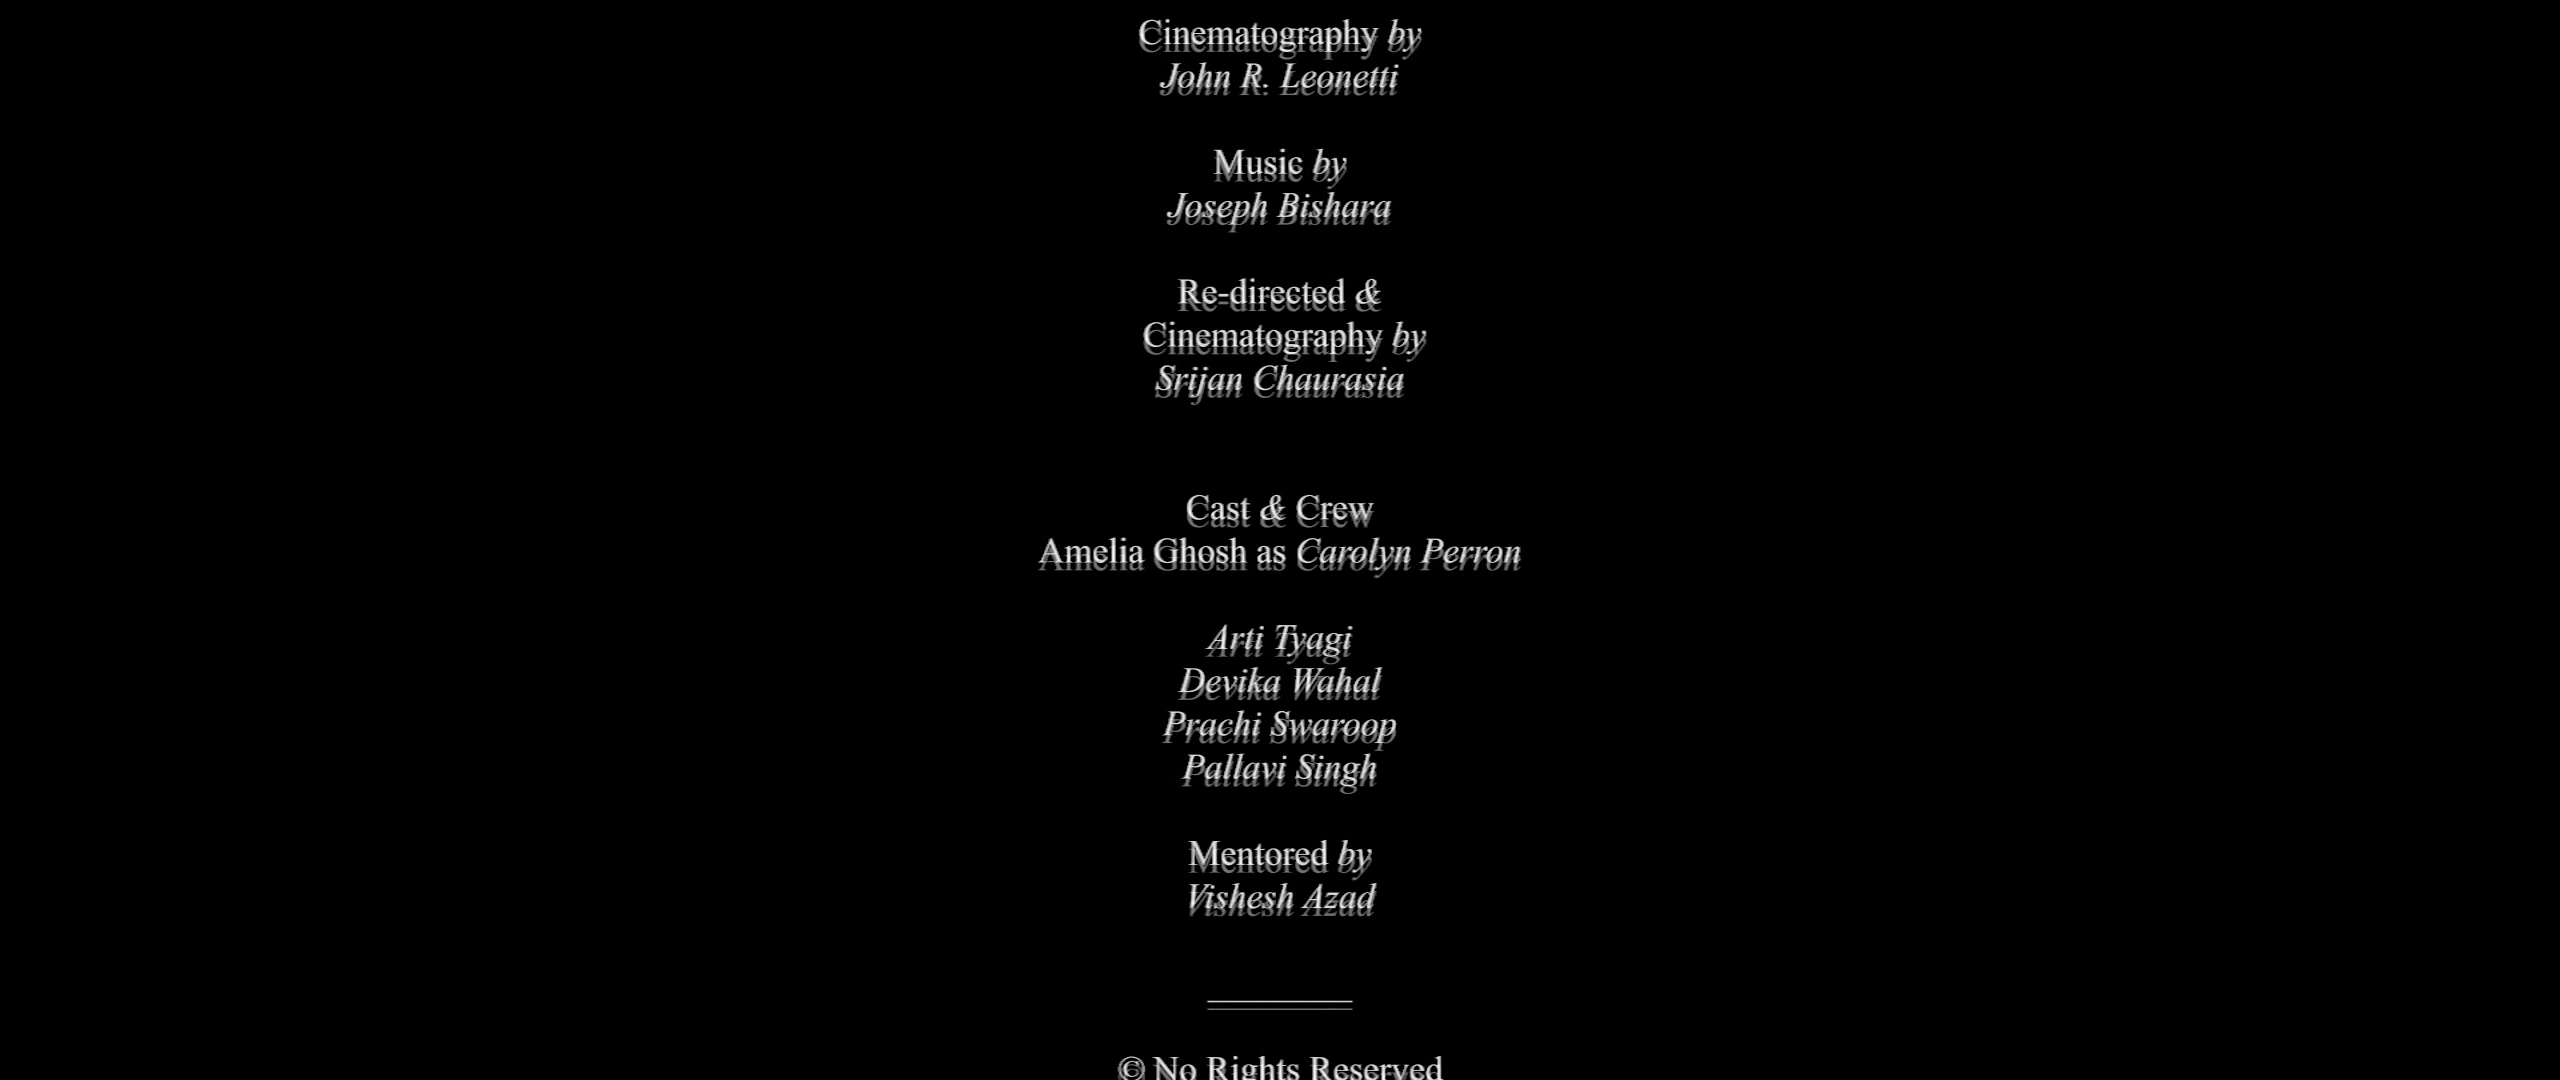 Cinematography by
John R. Leonetti
Music by
Joseph Bishara
Re-directed &
Cinematography by
Srijan Chaurasia
Cast & Crew
Amelia Ghosh as Carolyn Perron
Arti Tyagi
Devika Wahal
Prachi Swaroop
Pallavi Singh
Mentored by
Vishesh Azad
© No Rights Reserved